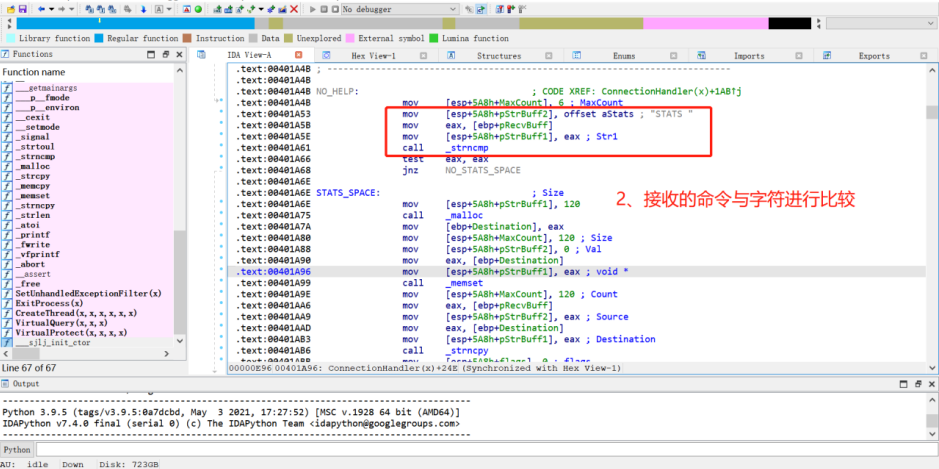 No debugger
Library function Regular function Instruction Data Unexplored External symbol Lumina function
Functions
Function name
___getmainargs
___p__fmode
___p__environ
__cexit
__setmode
_signal
_strtoul
_strncmp
_malloc
_strcpy
_memcpy
_memset
_strncpy
_strlen
_atoi
_printf
_fwrite
_vfprintf
_abort
__assert
_free
SetUnhandledExceptionFilter(x)
ExitProcess(x)
CreateThread(x,x,x,x,x,x)
VirtualQuery(x,x,x)
VirtualProtect(x,x,x,x)
___sjlj_init_ctor
Line 67 of 67
IDA View-A Hex View-1 Structures Enums Imports Exports
.text:00401A4B ; ---------------------------------------------------------------------------
.text:00401A4B
.text:00401A4B NO_HELP: ; CODE XREF: ConnectionHandler(x)+1AB↑j
.text:00401A4B mov [esp+5A8h+MaxCount], 6 ; MaxCount
.text:00401A53 mov [esp+5A8h+pStrBuff2], offset aStats ; "STATS "
.text:00401A5B mov eax, [ebp+pRecvBuff]
.text:00401A5E mov [esp+5A8h+pStrBuff1], eax ; Str1
.text:00401A61 call _strncmp
.text:00401A66 test eax, eax
.text:00401A68 jnz NO_STATS_SPACE
.text:00401A6E
.text:00401A6E STATS_SPACE: ; Size
.text:00401A6E mov [esp+5A8h+pStrBuff1], 120
.text:00401A75 call _malloc
.text:00401A7A mov [ebp+Destination], eax
.text:00401A80 mov [esp+5A8h+MaxCount], 120 ; Size
.text:00401A88 mov [esp+5A8h+pStrBuff2], 0 ; Val
.text:00401A90 mov eax, [ebp+Destination]
.text:00401A96 mov [esp+5A8h+pStrBuff1], eax ; void *
.text:00401A99 call _memset
.text:00401A9E mov [esp+5A8h+MaxCount], 120 ; Count
.text:00401AA6 mov eax, [ebp+pRecvBuff]
.text:00401AA9 mov [esp+5A8h+pStrBuff2], eax ; Source
.text:00401AAD mov eax, [ebp+Destination]
.text:00401AB3 mov [esp+5A8h+pStrBuff1], eax ; Destination
.text:00401AB6 call _strncpy
.text:00401ABB mov [esp+5A8h+flags], 0 ; flags
2、接收的命令与字符进行比较
00000E96 00401A96: ConnectionHandler(x)+24E (Synchronized with Hex View-1)
Output
Python 3.9.5 (tags/v3.9.5:0a7dcbd, May 3 2021, 17:27:52) [MSC v.1928 64 bit (AMD64)]
IDAPython v7.4.0 final (serial 0) (c) The IDAPython Team <idapython@googlegroups.com>
Python
AU: idle Down Disk: 723GB